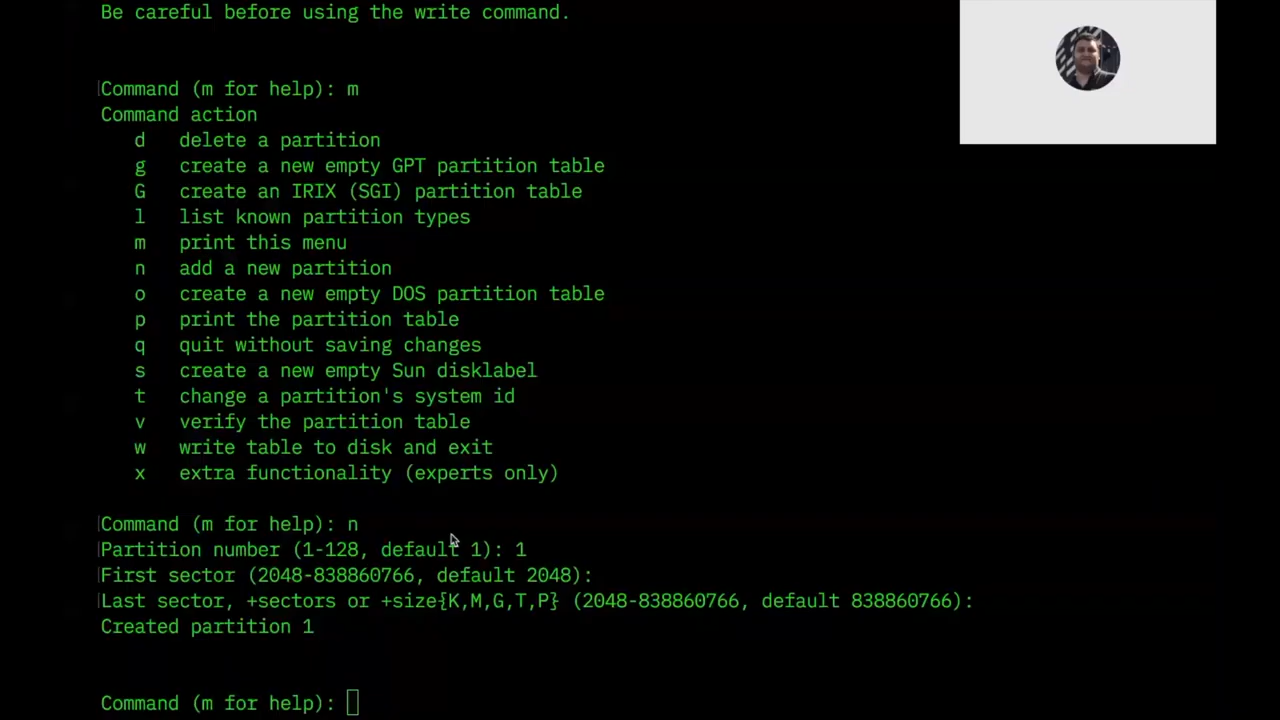 Be careful before using the write command.
Command (m for help): m
Command action
d   delete a partition
g   create a new empty GPT partition table
G   create an IRIX (SGI) partition table
l   list known partition types
m   print this menu
n   add a new partition
o   create a new empty DOS partition table
p   print the partition table
q   quit without saving changes
s   create a new empty Sun disklabel
t   change a partition's system id
v   verify the partition table
w   write table to disk and exit
x   extra functionality (experts only)
Command (m for help): n
Partition number (1-128, default 1): 1
First sector (2048-838860766, default 2048):
Last sector, +sectors or +size{K,M,G,T,P} (2048-838860766, default 838860766):
Created partition 1
Command (m for help):